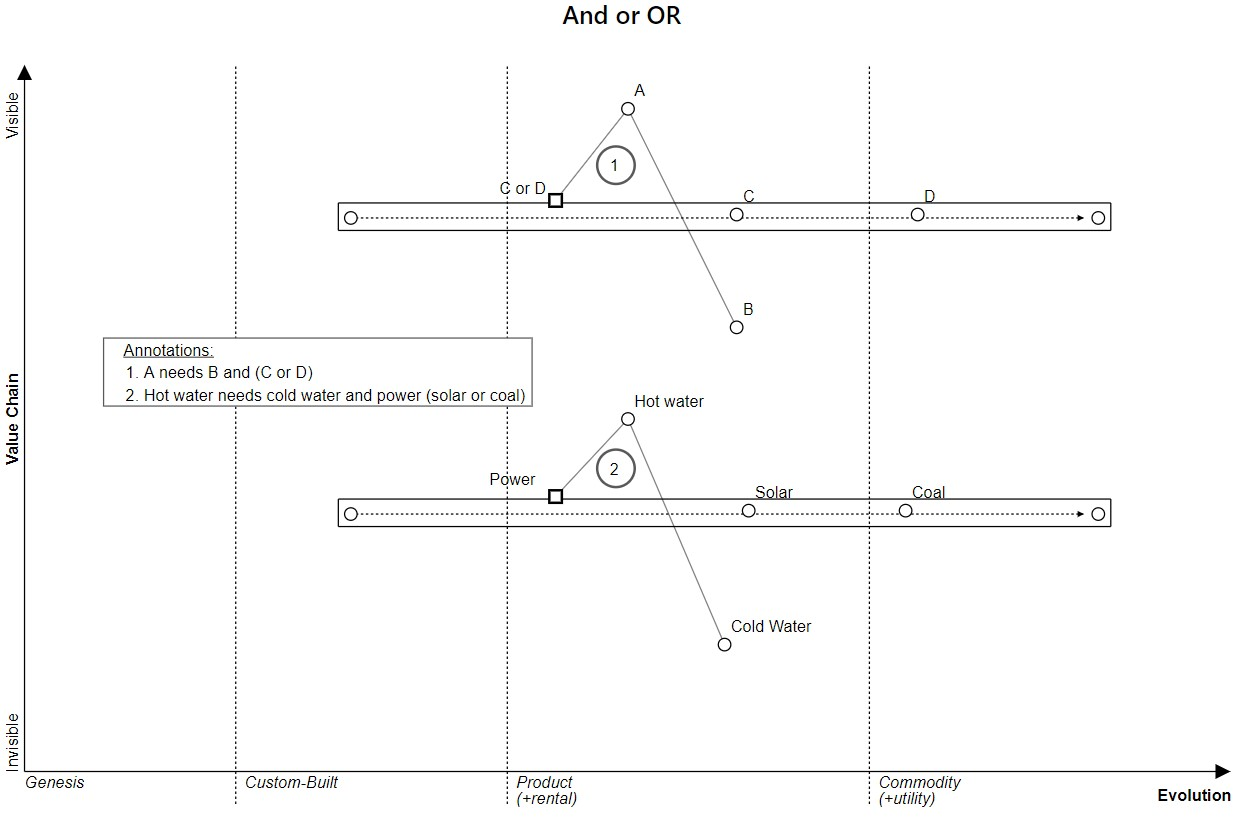 And or OR
Visible
A
1
C or D
C
D
B
Annotations:
1. A needs B and (C or D)
2. Hot water needs cold water and power (solar or coal)
Value Chain
Hot water
2
Power
Solar
Coal
Cold Water
Invisible
Genesis
Custom-Built
Product
(+rental)
Commodity
(+utility)
Evolution